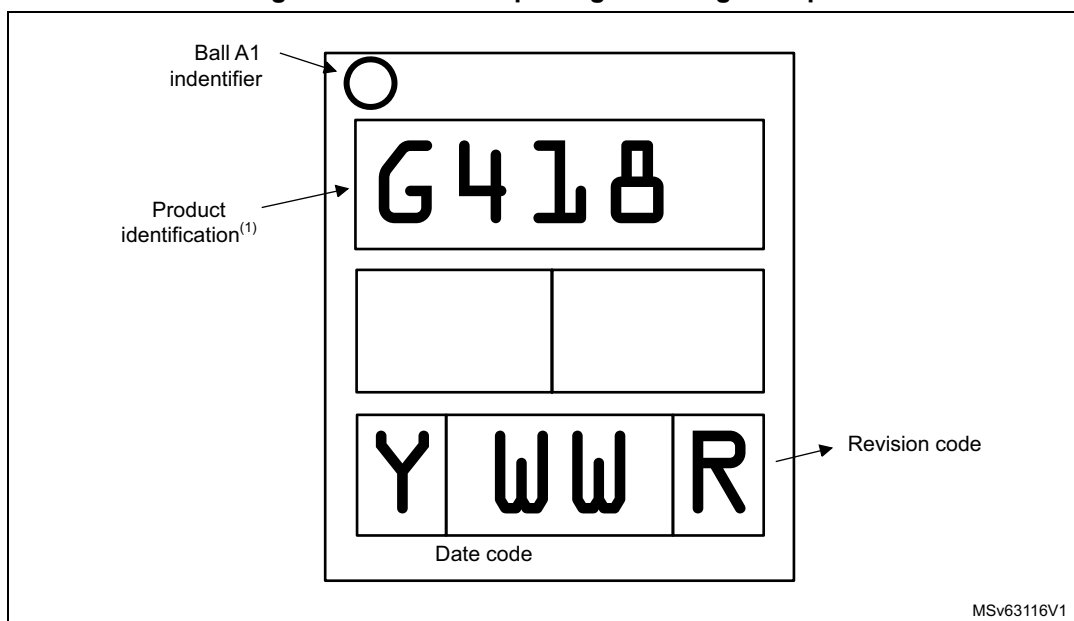 Ball A1
indentifier
G418
Product
identification(1)
Y WW R
Revision code
Date code
MSv63116V1